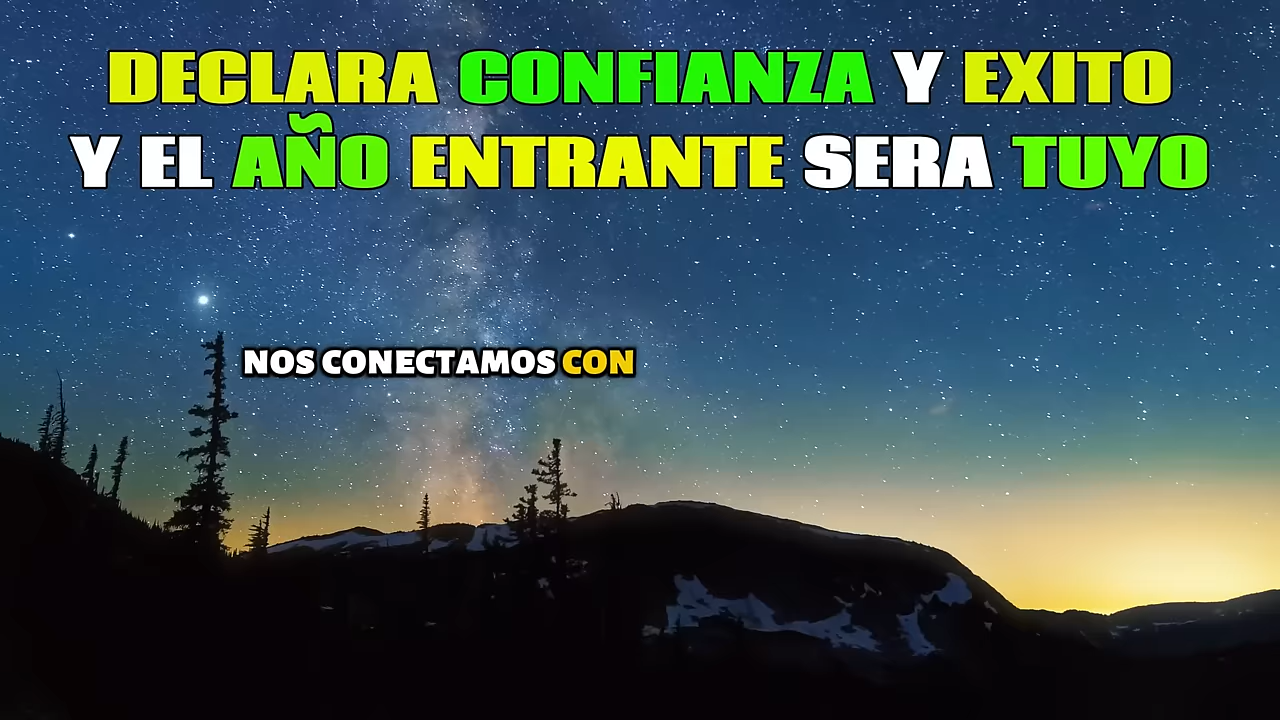 DECLARA CONFIANZA Y EXITO
Y EL AÑO ENTRANTE SERA TUYO
NOS CONECTAMOS CON